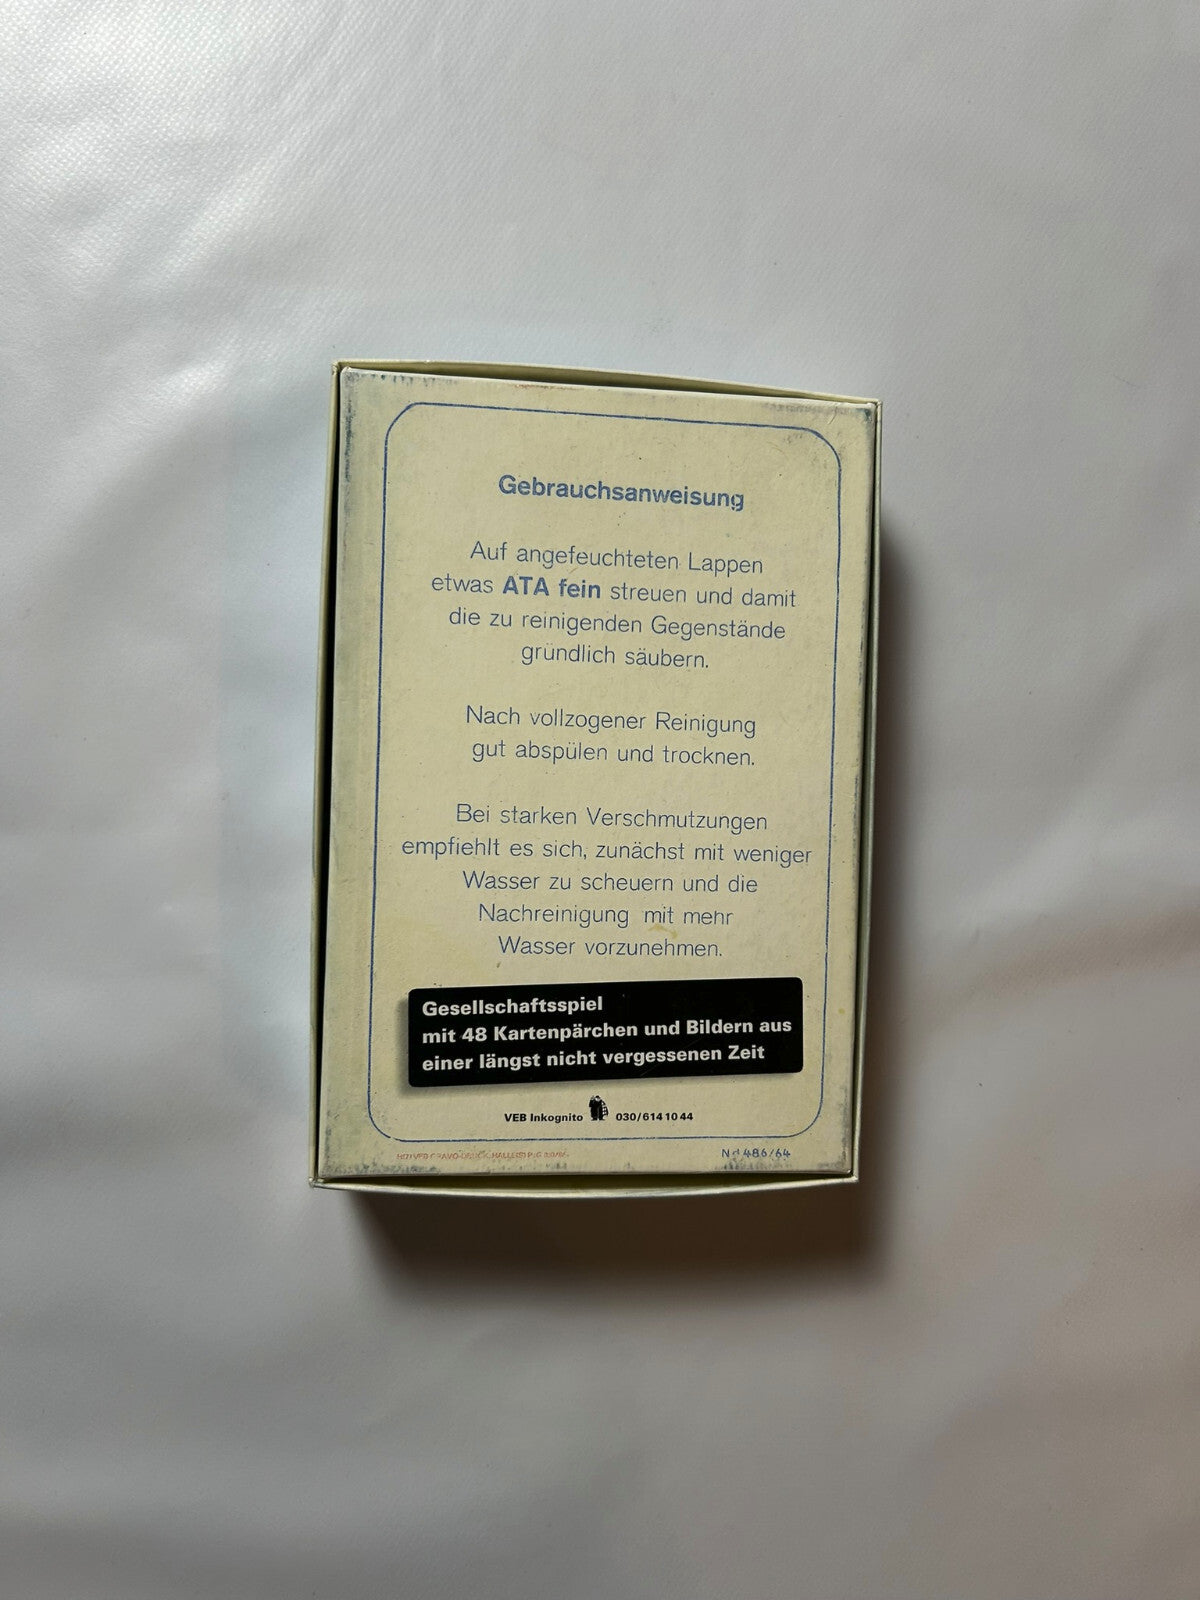 Gebrauchsanweisung
Auf angefeuchteten Lappen
etwas ATA fein streuen und damit
die zu reinigenden Gegenstände
gründlich säubern.
Nach vollzogener Reinigung
gut abspülen und trocknen.
Bei starken Verschmutzungen
empfiehlt es sich, zunächst mit weniger
Wasser zu scheuern und die
Nachreinigung mit mehr
Wasser vorzunehmen.
Gesellschaftsspiel
mit 48 Kartenpärchen und Bildern aus
einer längst nicht vergessenen Zeit
VEB Inkognito 030/614 10 44
486/64